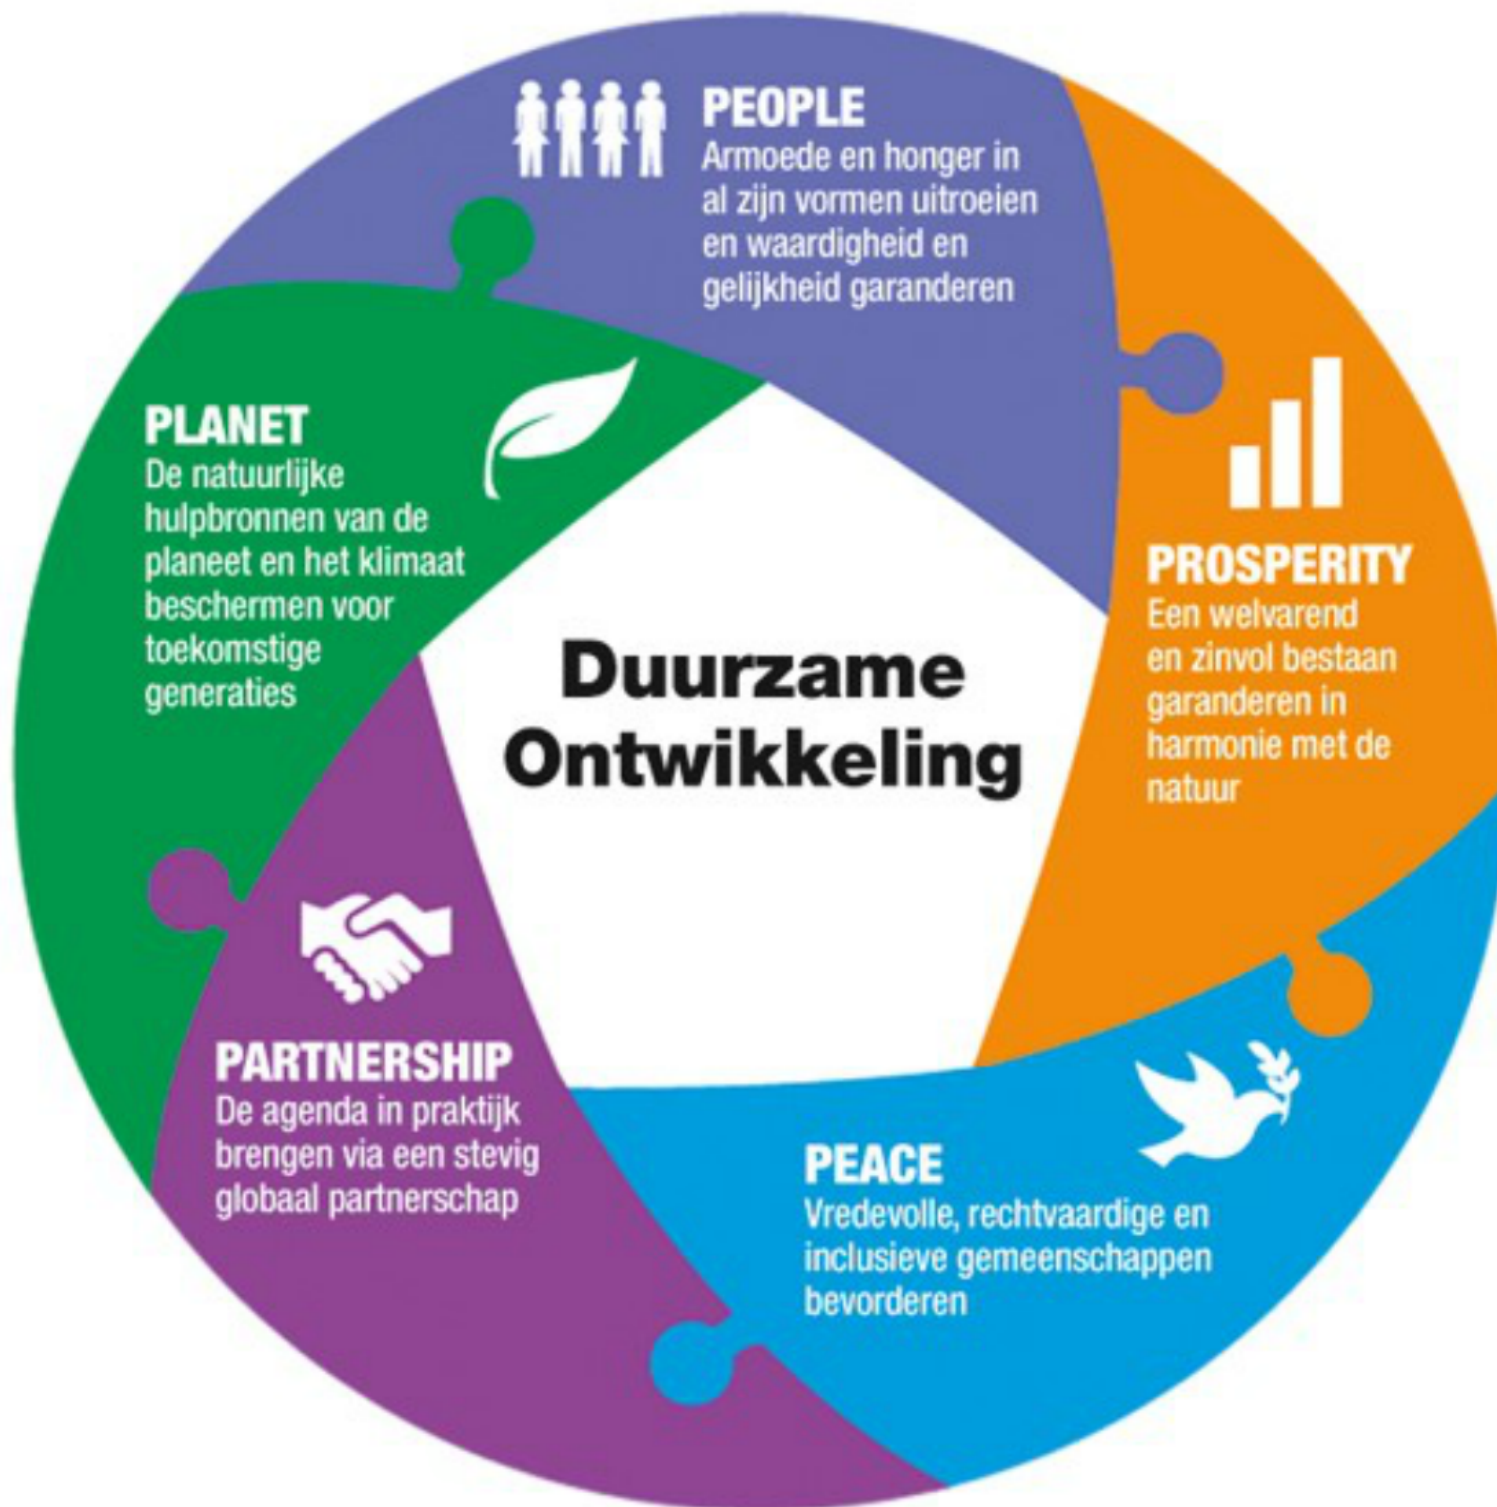 PEOPLE
Armoede en honger in
al zijn vormen uitroeien
en waardigheid en
gelijkheid garanderen
PROSPERITY
Een welvarend
en zinvol bestaan
garanderen in
harmonie met de
natuur
PEACE
Vredevolle, rechtvaardige en
inclusieve gemeenschappen
bevorderen
PARTNERSHIP
De agenda in praktijk
brengen via een stevig
globaal partnerschap
PLANET
De natuurlijke
hulpbronnen van de
planeet en het klimaat
beschermen voor
toekomstige
generaties
Duurzame
Ontwikkeling